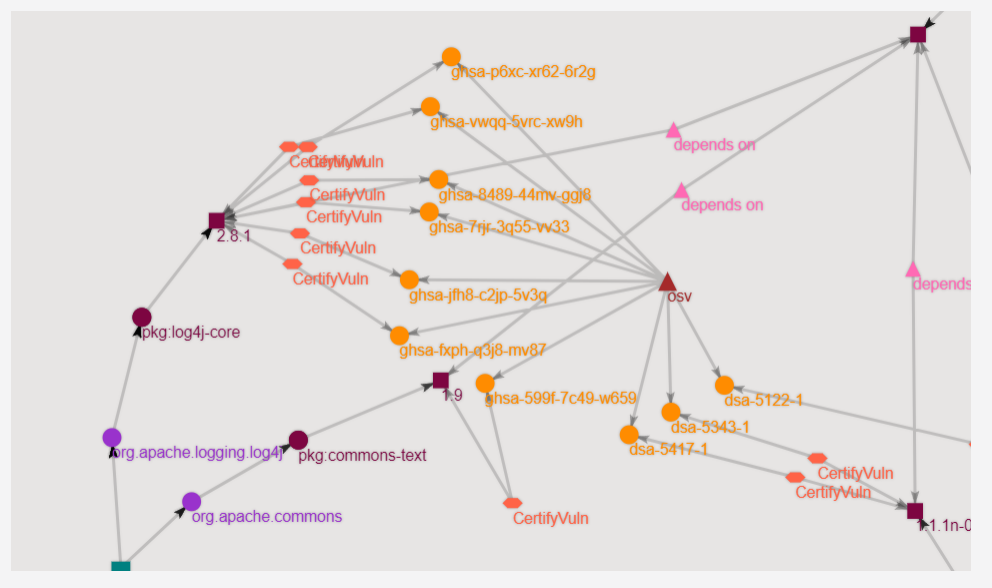 ghsa-p6xc-xr62-6r2g
ghsa-vwqq-5vrc-xw9h
depends on
CertifyVuln
CertifyVuln
ghsa-8489-44mv-ggj8
CertifyVuln
depends on
CertifyVuln
ghsa-7rjr-3q55-vv33
2.8.1
CertifyVuln
CertifyVuln
depends
ghsa-jfh8-c2jp-5v3q
osv
pkg:log4j-core
ghsa-fxph-q3j8-mv87
1.9
ghsa-599f-7c49-w659
dsa-5122-1
dsa-5343-1
dsa-5417-1
org.apache.logging.log4j
pkg:commons-text
CertifyVuln
CertifyVuln
org.apache.commons
CertifyVuln
1.1.1n-0